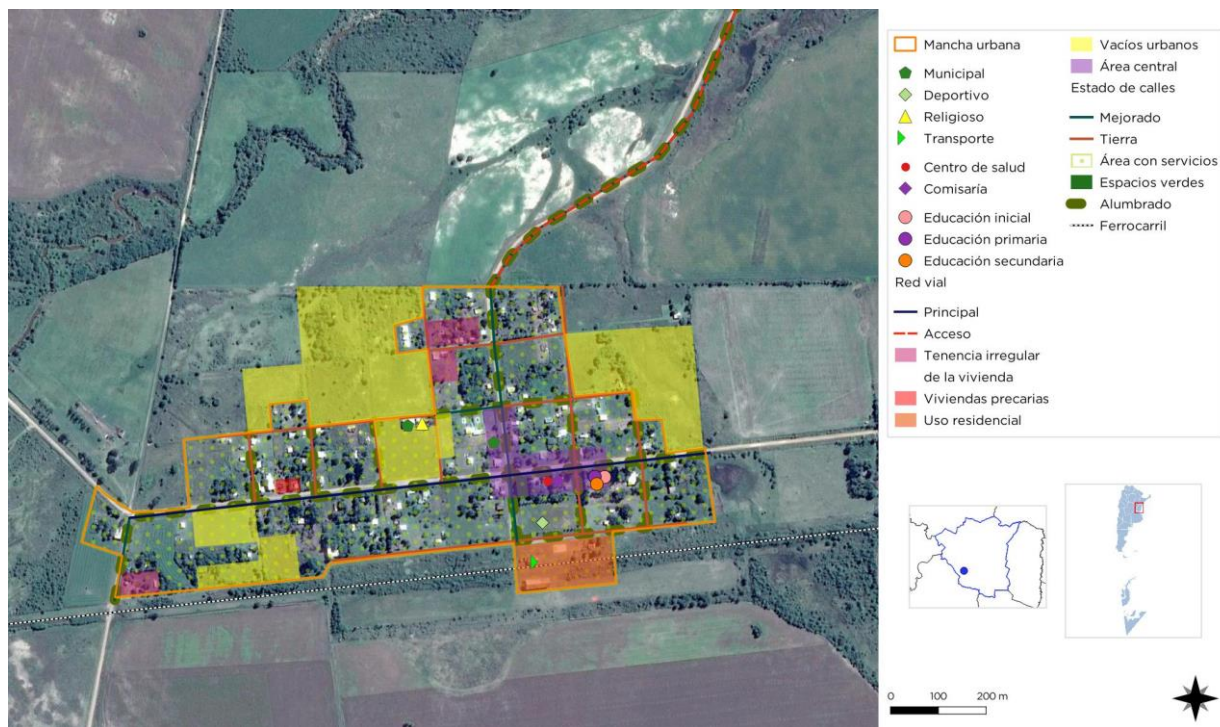 Mancha urbana
Municipal
Deportivo
Religioso
Transporte
Centro de salud
Comisaría
Educación inicial
Educación primaria
Educación secundaria
Red vial
Principal
Acceso
Tenencia irregular
de la vivienda
Viviendas precarias
Uso residencial
Vacíos urbanos
Área central
Estado de calles
Mejorado
Tierra
Área con servicios
Espacios verdes
Alumbrado
Ferrocarril
0 100 200 m